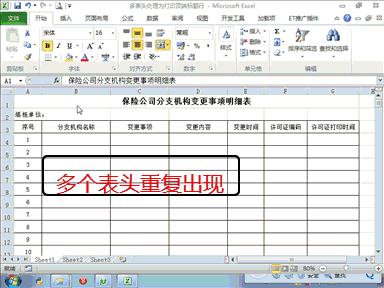 多表头处理为打印顶端标题行 - Microsoft Excel
文件 开始 插入 页面布局 公式 数据 审阅 视图 开发工具 加载项 ET推广插件
粘贴 宋体 11 常规 样式 插入 删除 格式 排序和筛选 查找和选择
剪贴板 字体 对齐方式 数字 单元格 编辑
A1 fx 保险公司分支机构变更事项明细表
A B C D E F G
1 保险公司分支机构变更事项明细表
2 填报单位:
3 序号 分支机构名称 变更事项 变更内容 变更时间 许可证编码 许可证打印时间
4 1
5 2
6 3
7 4
8 5
9 6
10 7
11 8
12 9
13 10
多个表头重复出现
Sheet1 Sheet2 Sheet3
就绪 80%